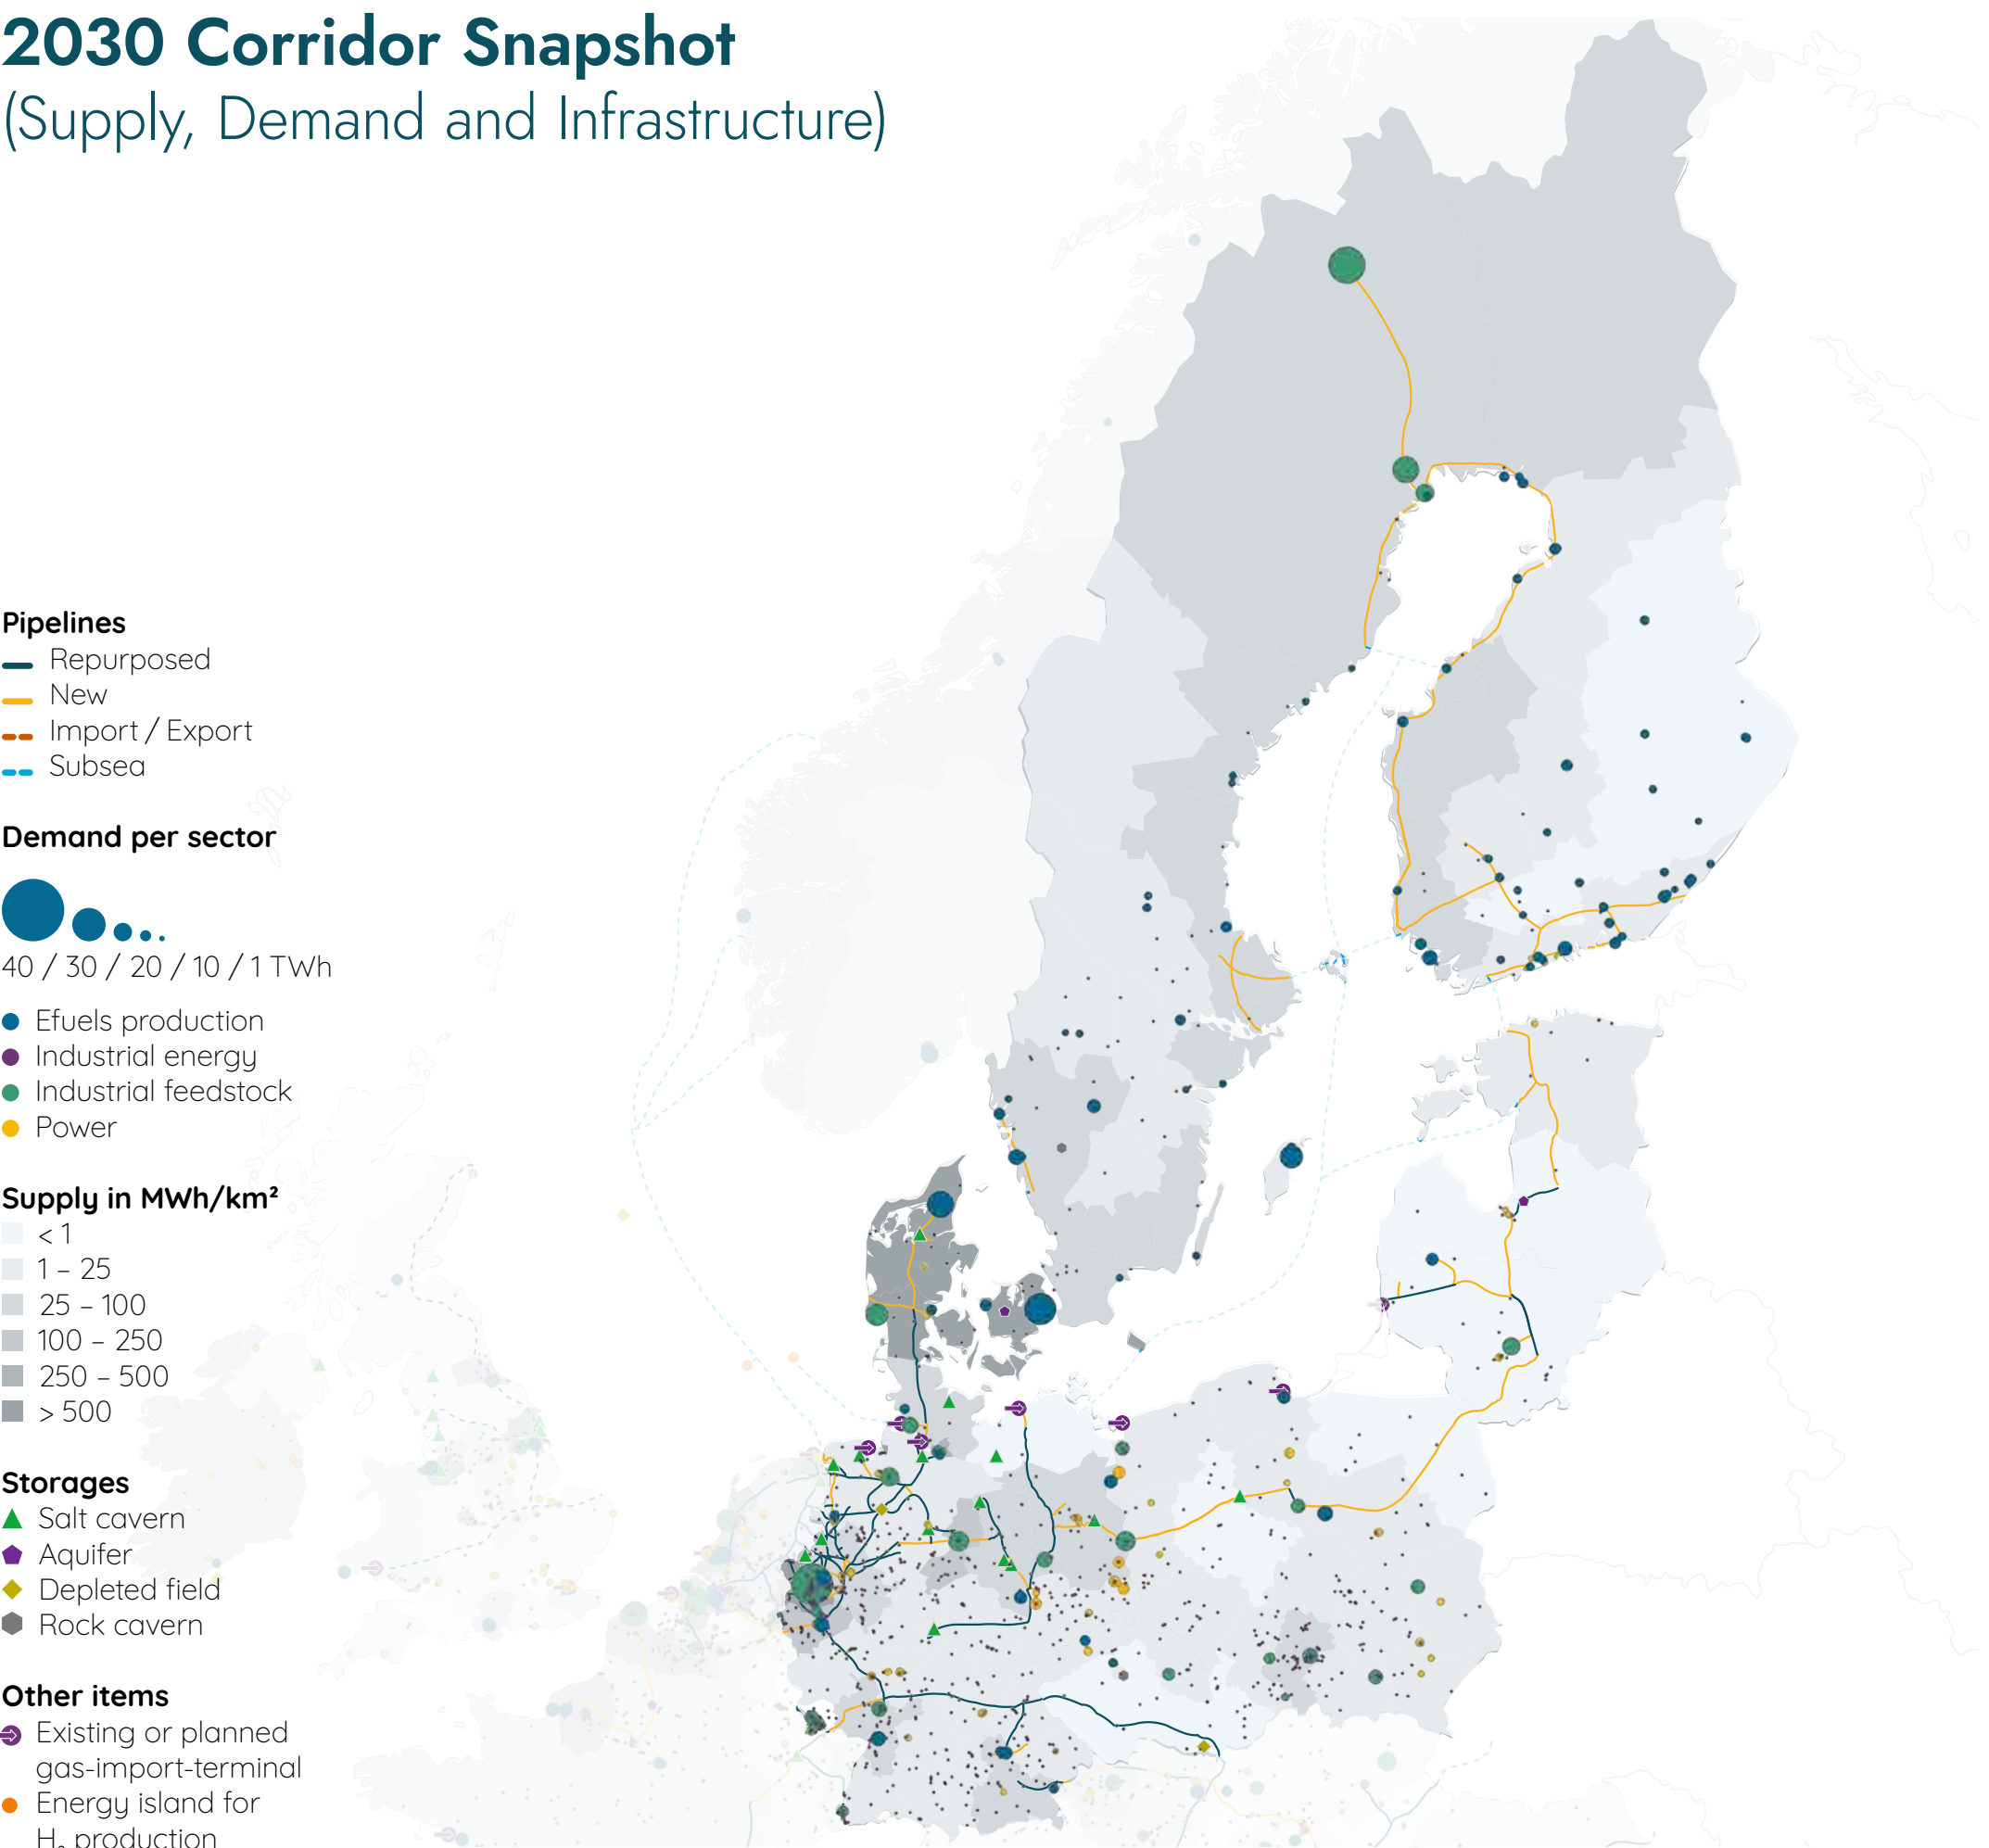 2030 Corridor Snapshot
(Supply, Demand and Infrastructure)
Pipelines
Repurposed
New
Import / Export
Subsea
Demand per sector
40 / 30 / 20 / 10 / 1 TWh
Efuels production
Industrial energy
Industrial feedstock
Power
Supply in MWh/km²
< 1
1 – 25
25 – 100
100 – 250
250 – 500
> 500
Storages
Salt cavern
Aquifer
Depleted field
Rock cavern
Other items
Existing or planned
gas-import-terminal
Energy island for
H₂ production